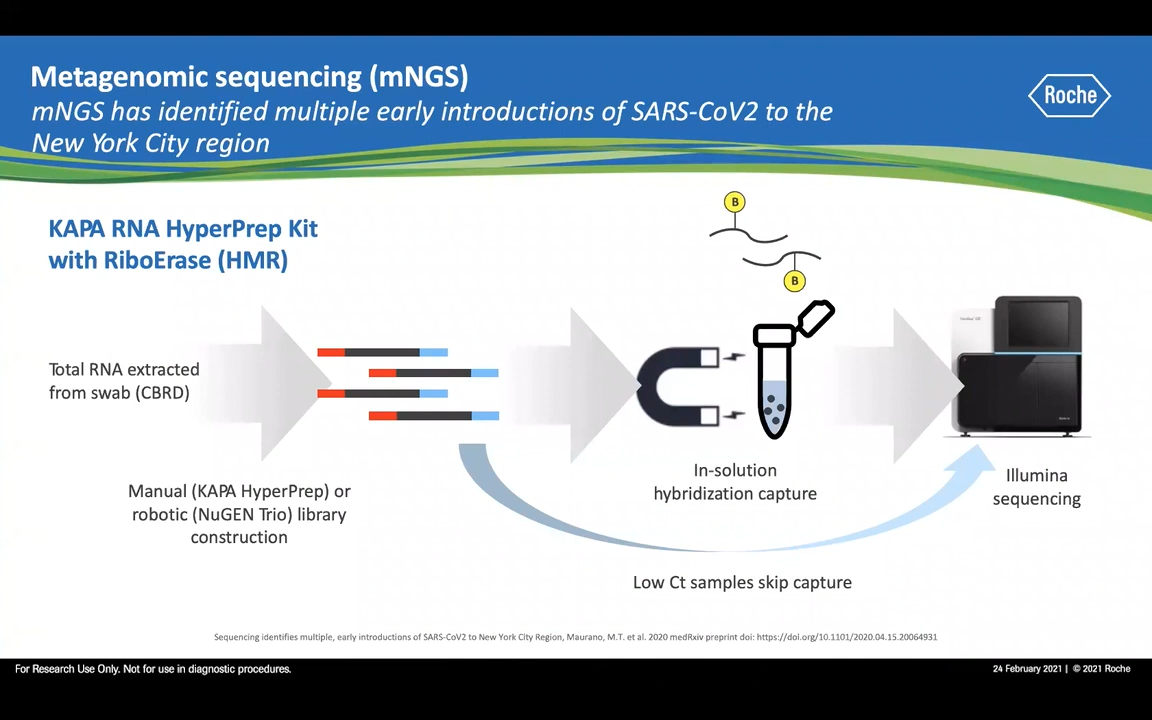 Metagenomic sequencing (mNGS)
mNGS has identified multiple early introductions of SARS-CoV2 to the
New York City region
Roche
KAPA RNA HyperPrep Kit
with RiboErase (HMR)
B
B
Total RNA extracted
from swab (CBRD)
Manual (KAPA HyperPrep) or
robotic (NuGEN Trio) library
construction
In-solution
hybridization capture
Illumina
sequencing
Low Ct samples skip capture
Sequencing identifies multiple, early introductions of SARS-CoV2 to New York City Region, Maurano, M.T. et al. 2020 medRxiv preprint doi: https://doi.org/10.1101/2020.04.15.20064931
For Research Use Only. Not for use in diagnostic procedures.
24 February 2021 | © 2021 Roche